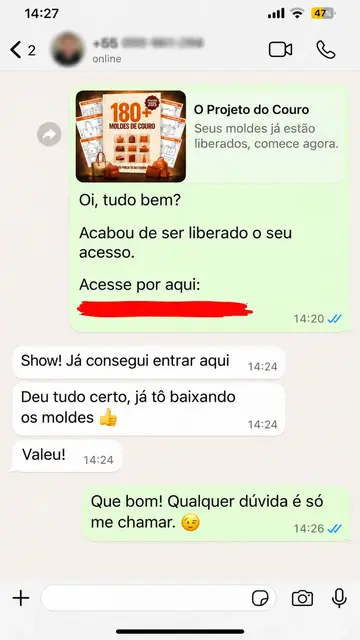 14:27
47
2
+55
online
180+
MOLDES DE COURO
O Projeto do Couro
Seus moldes já estão
liberados, comece agora.
Oi, tudo bem?
Acabou de ser liberado o seu
acesso.
Acesse por aqui:
14:20
Show! Já consegui entrar aqui
14:24
Deu tudo certo, já tô baixando
os moldes 👍
14:24
Valeu!
14:24
Que bom! Qualquer dúvida é só
me chamar. 😉
14:26